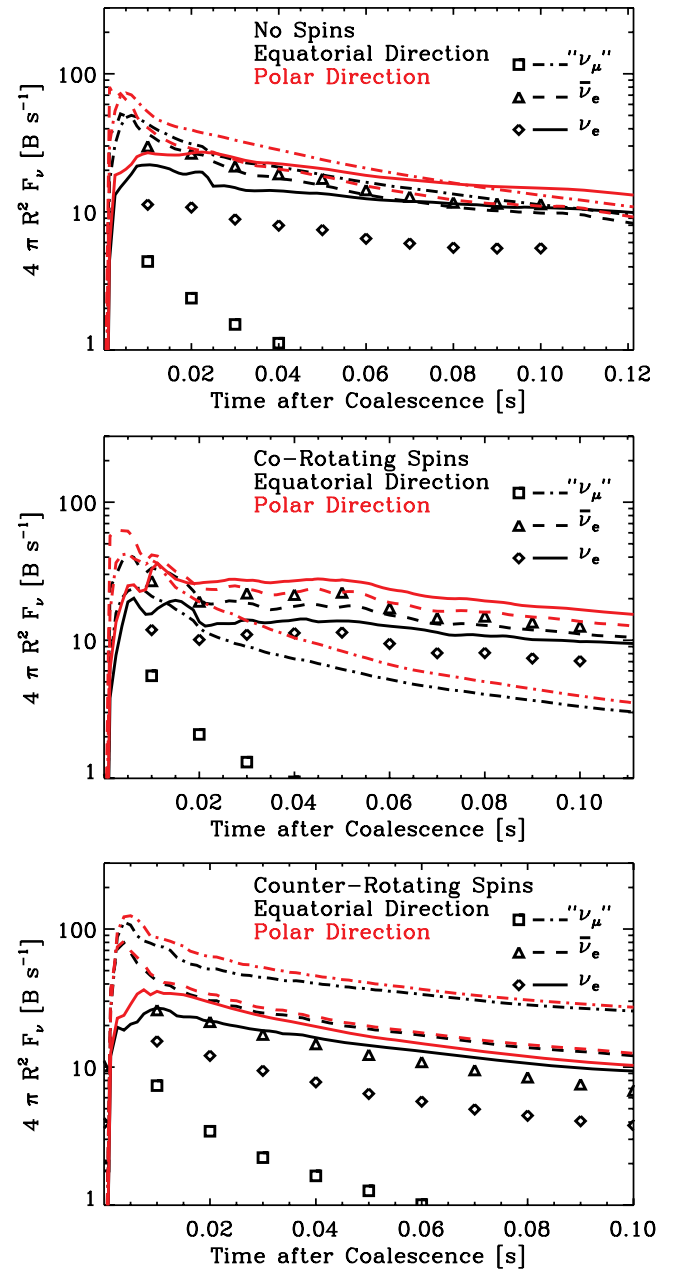 No Spins
Equatorial Direction
Polar Direction
"νμ"
ν̄e
νe
4 π R² Fν [B s⁻¹]
100
10
1
0.02 0.04 0.06 0.08 0.10 0.12
Time after Coalescence [s]
Co-Rotating Spins
Equatorial Direction
Polar Direction
"νμ"
ν̄e
νe
4 π R² Fν [B s⁻¹]
100
10
1
0.02 0.04 0.06 0.08 0.10
Time after Coalescence [s]
Counter-Rotating Spins
Equatorial Direction
Polar Direction
"νμ"
ν̄e
νe
4 π R² Fν [B s⁻¹]
100
10
1
0.02 0.04 0.06 0.08 0.10
Time after Coalescence [s]